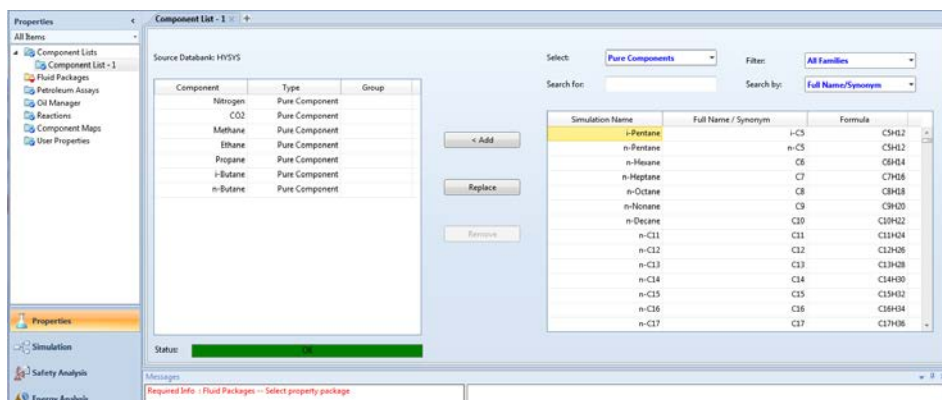 Properties <
All Items
Component Lists
Component List - 1
Fluid Packages
Petroleum Assays
Oil Manager
Reactions
Component Maps
User Properties
Properties
Simulation
Safety Analysis
Energy Analysis
Component List - 1 × +
Source Databank: HYSYS
Component Type Group
Nitrogen Pure Component
CO2 Pure Component
Methane Pure Component
Ethane Pure Component
Propane Pure Component
i-Butane Pure Component
n-Butane Pure Component
Status: OK
< Add
Replace
Remove
Select: Pure Components Filter: All Families
Search for: Search by: Full Name/Synonym
Simulation Name Full Name / Synonym Formula
i-Pentane i-C5 C5H12
n-Pentane n-C5 C5H12
n-Hexane C6 C6H14
n-Heptane C7 C7H16
n-Octane C8 C8H18
n-Nonane C9 C9H20
n-Decane C10 C10H22
n-C11 C11 C11H24
n-C12 C12 C12H26
n-C13 C13 C13H28
n-C14 C14 C14H30
n-C15 C15 C15H32
n-C16 C16 C16H34
n-C17 C17 C17H36
Messages
Required Info : Fluid Packages -- Select property package